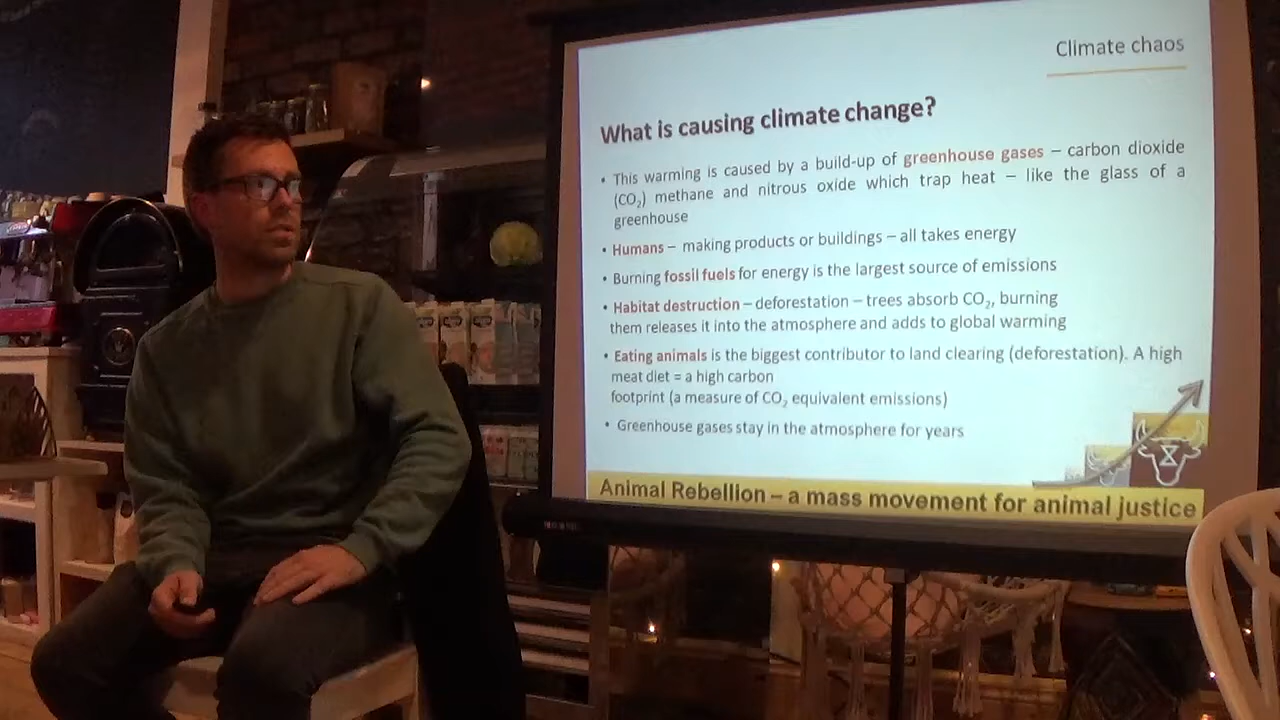 Climate chaos
What is causing climate change?
• This warming is caused by a build-up of greenhouse gases – carbon dioxide
(CO₂) methane and nitrous oxide which trap heat – like the glass of a
greenhouse
• Humans – making products or buildings – all takes energy
• Burning fossil fuels for energy is the largest source of emissions
• Habitat destruction – deforestation – trees absorb CO₂, burning
them releases it into the atmosphere and adds to global warming
• Eating animals is the biggest contributor to land clearing (deforestation). A high
meat diet = a high carbon
footprint (a measure of CO₂ equivalent emissions)
• Greenhouse gases stay in the atmosphere for years
Animal Rebellion – a mass movement for animal justice